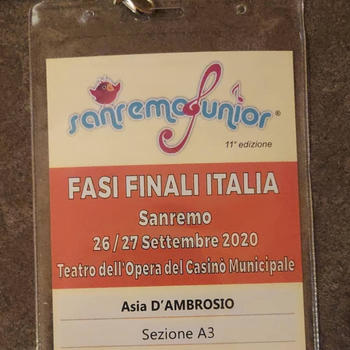 sanremoJunior®
11ª edizione
FASI FINALI ITALIA
Sanremo
26/27 Settembre 2020
Teatro dell'Opera del Casinò Municipale
Asia D'AMBROSIO
Sezione A3